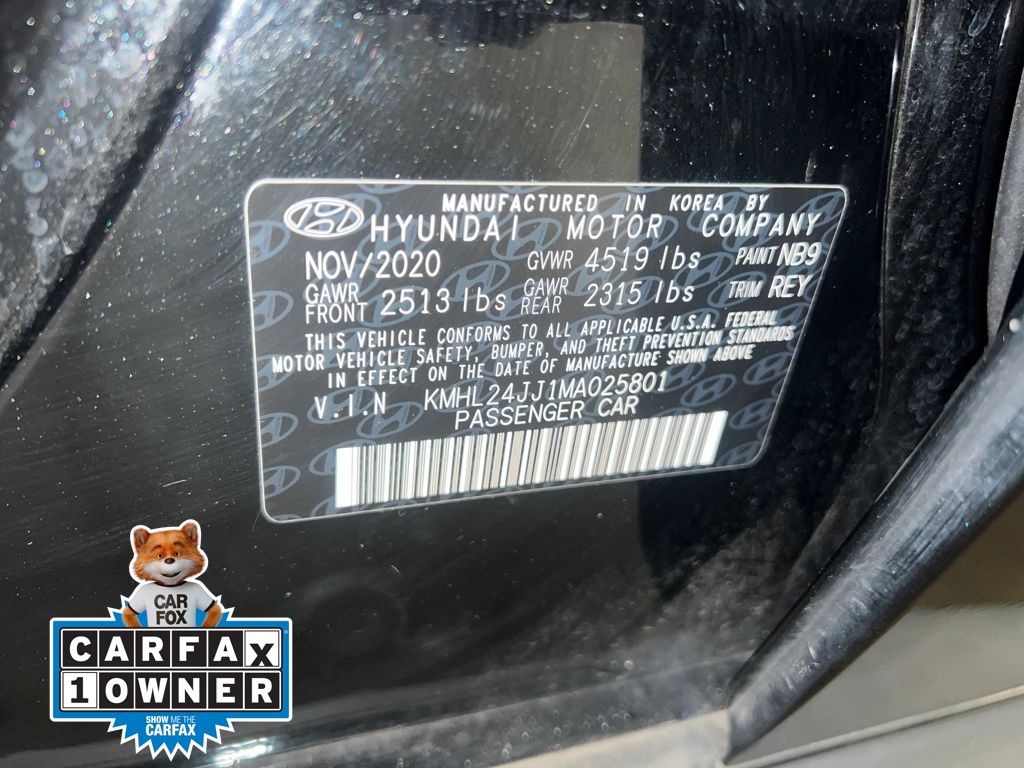 MANUFACTURED IN KOREA BY
HYUNDAI MOTOR COMPANY
NOV/2020 GVWR 4519 lbs PAINT NB9
GAWR FRONT 2513 lbs GAWR REAR 2315 lbs TRIM REY
THIS VEHICLE CONFORMS TO ALL APPLICABLE U.S.A. FEDERAL
MOTOR VEHICLE SAFETY, BUMPER, AND THEFT PREVENTION STANDARDS
IN EFFECT ON THE DATE OF MANUFACTURE SHOWN ABOVE
V.I.N KMHL24JJ1MA025801
PASSENGER CAR
CAR
FOX
CARFAX
1 OWNER
SHOW ME THE
CARFAX